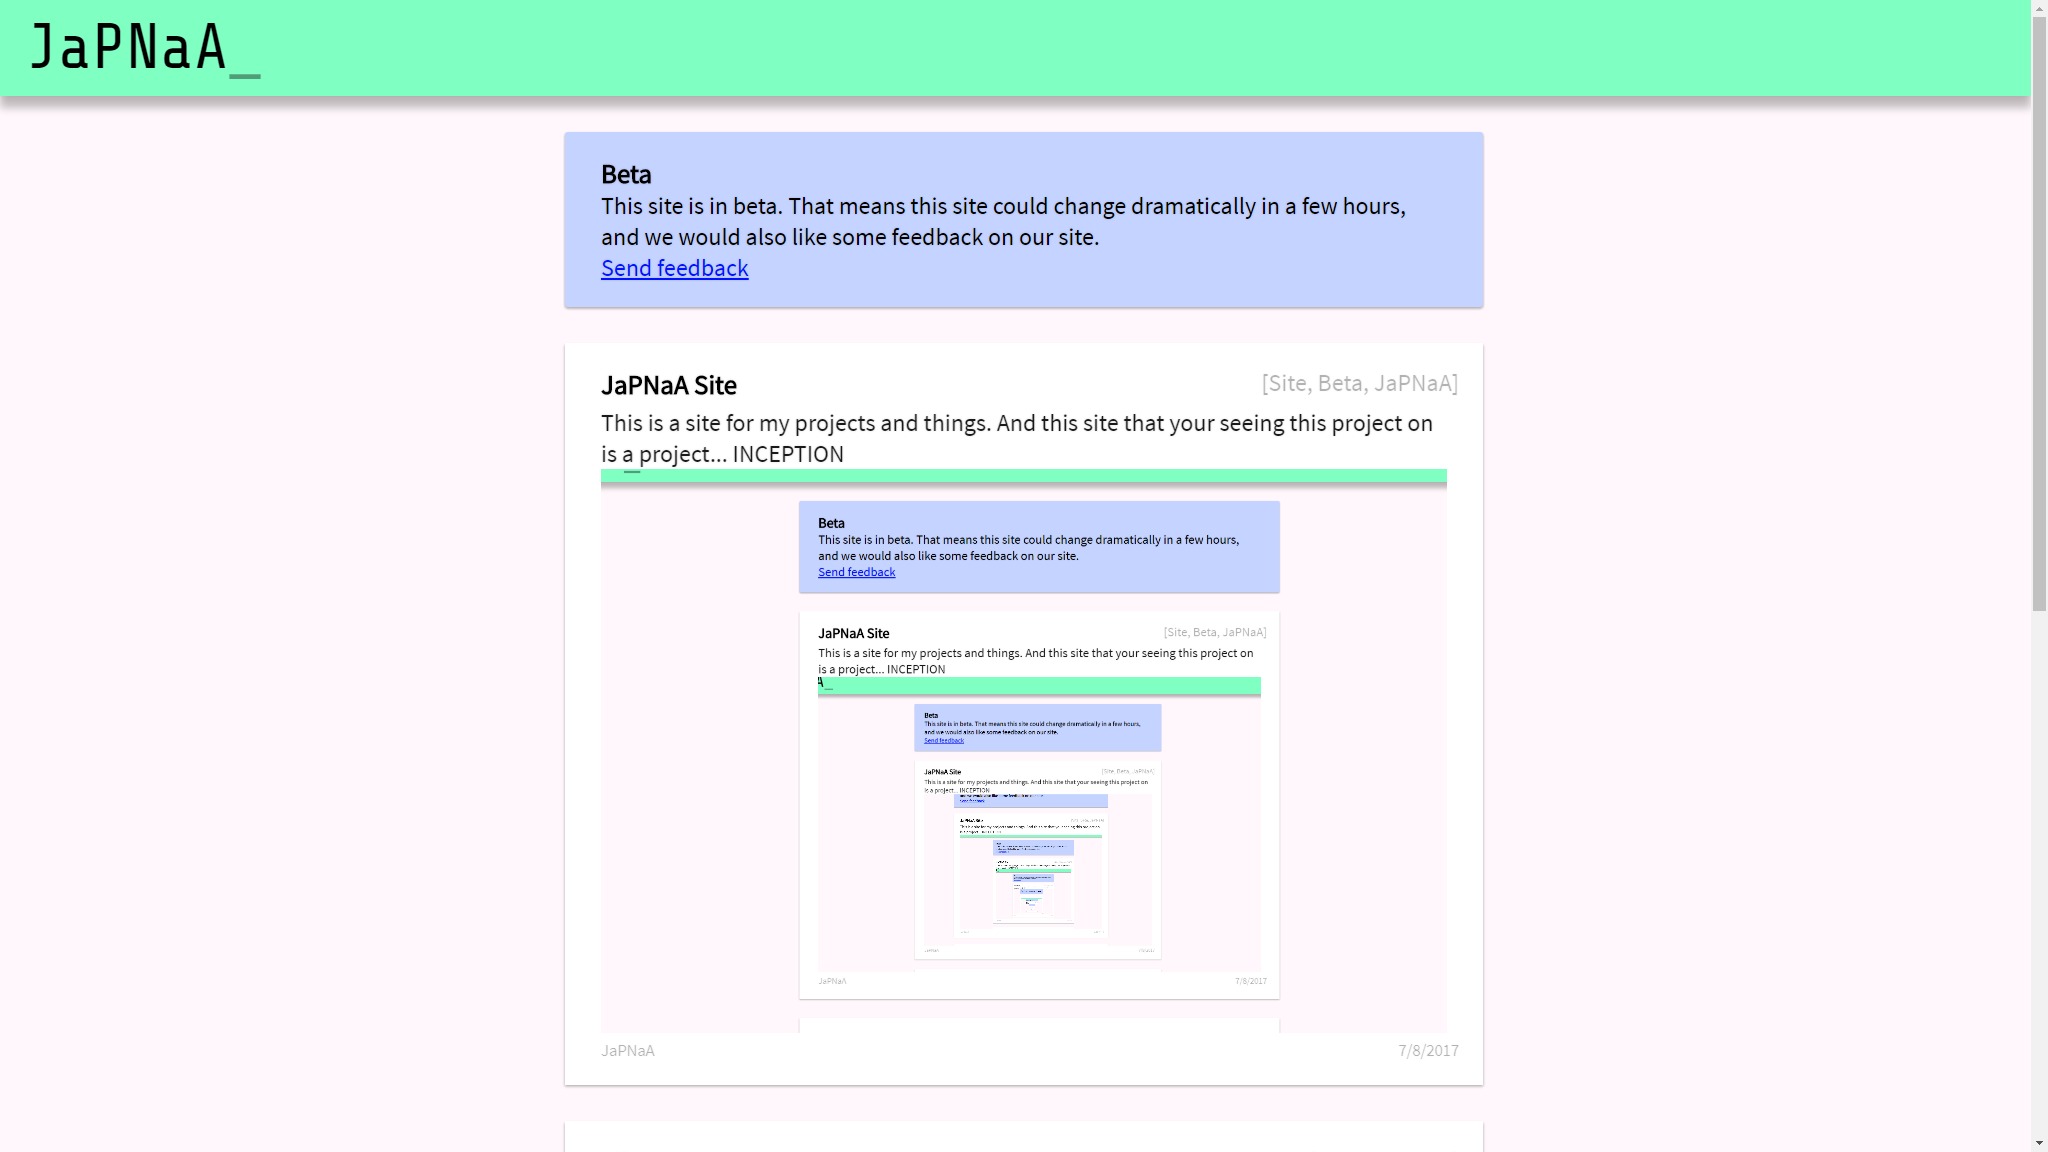 JaPNaA_
Beta
This site is in beta. That means this site could change dramatically in a few hours,
and we would also like some feedback on our site.
Send feedback
JaPNaA Site
[Site, Beta, JaPNaA]
This is a site for my projects and things. And this site that your seeing this project on
is a project... INCEPTION
Beta
This site is in beta. That means this site could change dramatically in a few hours,
and we would also like some feedback on our site.
Send feedback
JaPNaA Site
[Site, Beta, JaPNaA]
This is a site for my projects and things. And this site that your seeing this project on
is a project... INCEPTION
A_
Beta
This site is in beta. That means this site could change dramatically in a few hours,
and we would also like some feedback on our site.
Send feedback
JaPNaA Site
[Site, Beta, JaPNaA]
This is a site for my projects and things. And this site that your seeing this project on
is a project... INCEPTION
JaPNaA
7/8/2017
JaPNaA
7/8/2017